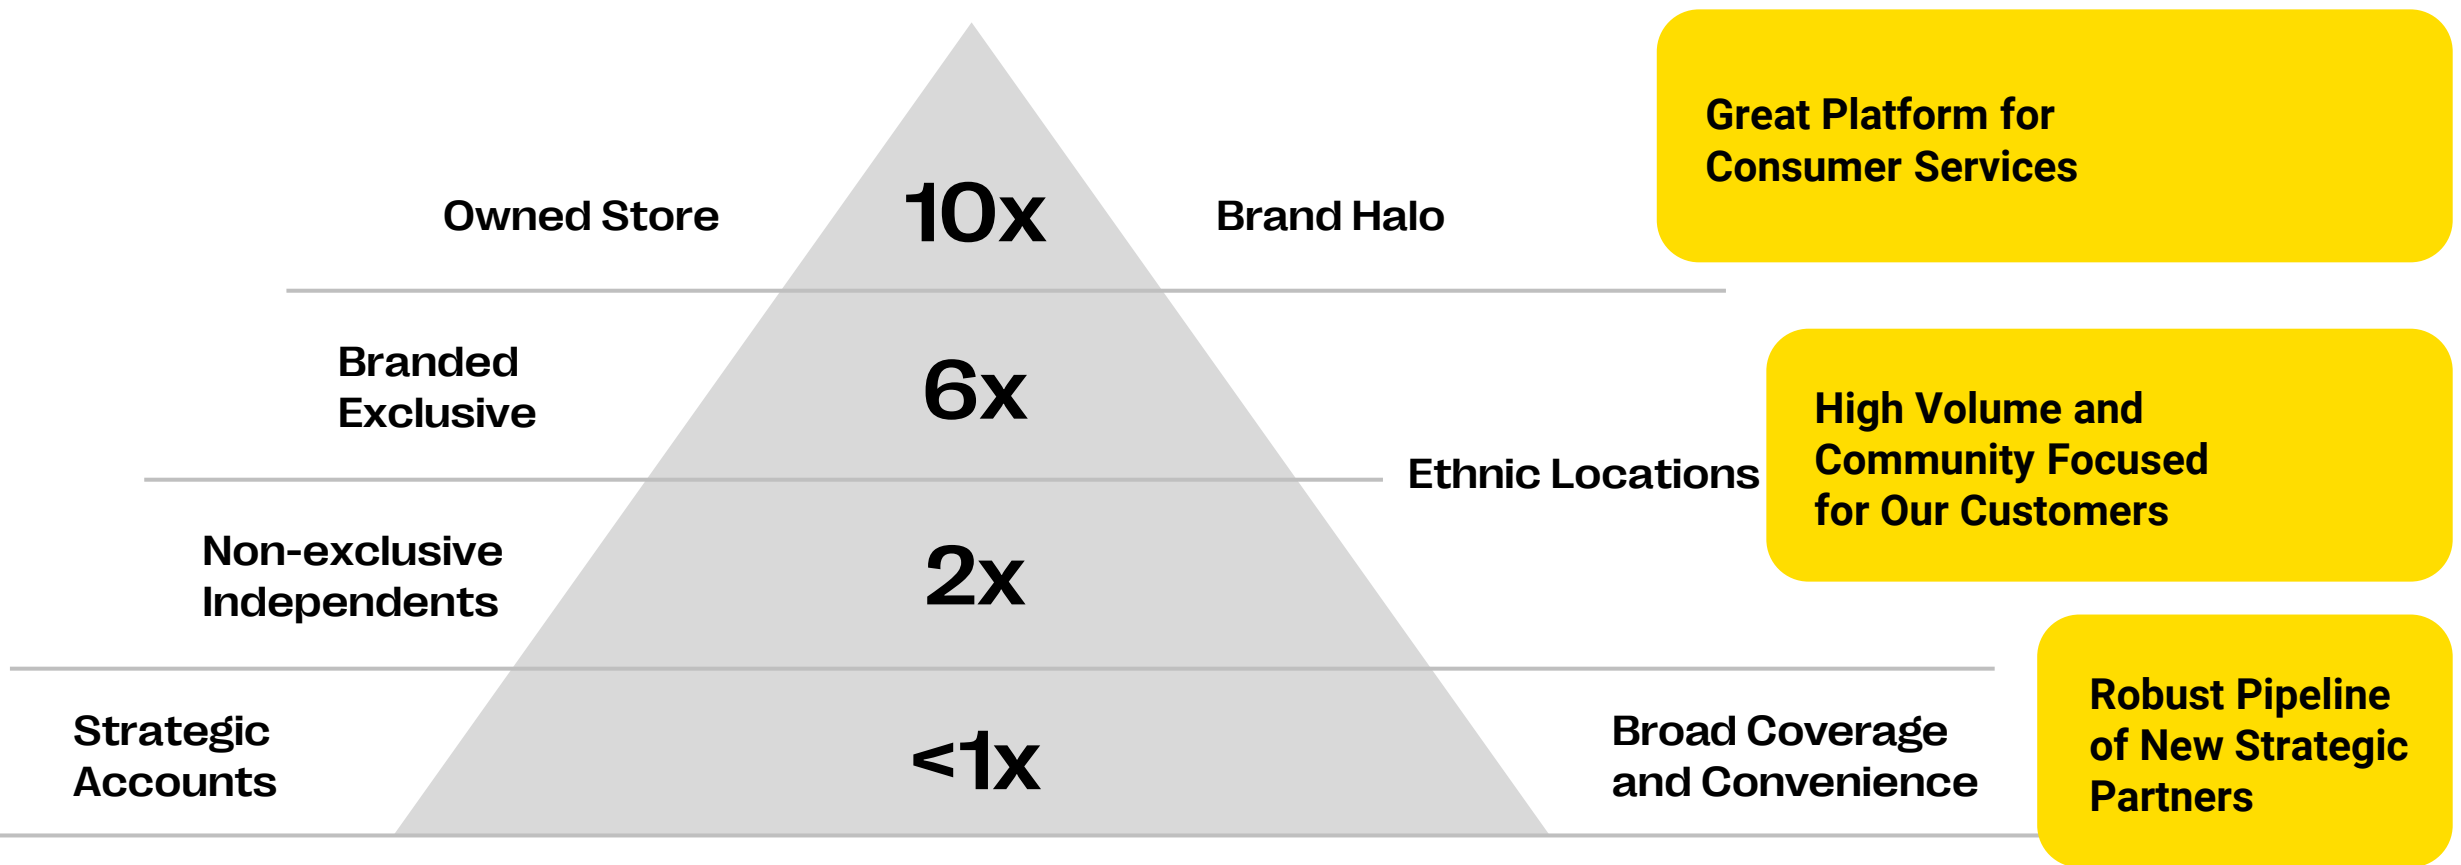 Great Platform for
Consumer Services
Owned Store
10x
Brand Halo
Branded
Exclusive
6x
High Volume and
Community Focused
for Our Customers
Ethnic Locations
Non-exclusive
Independents
2x
Strategic
Accounts
<1x
Broad Coverage
and Convenience
Robust Pipeline
of New Strategic
Partners